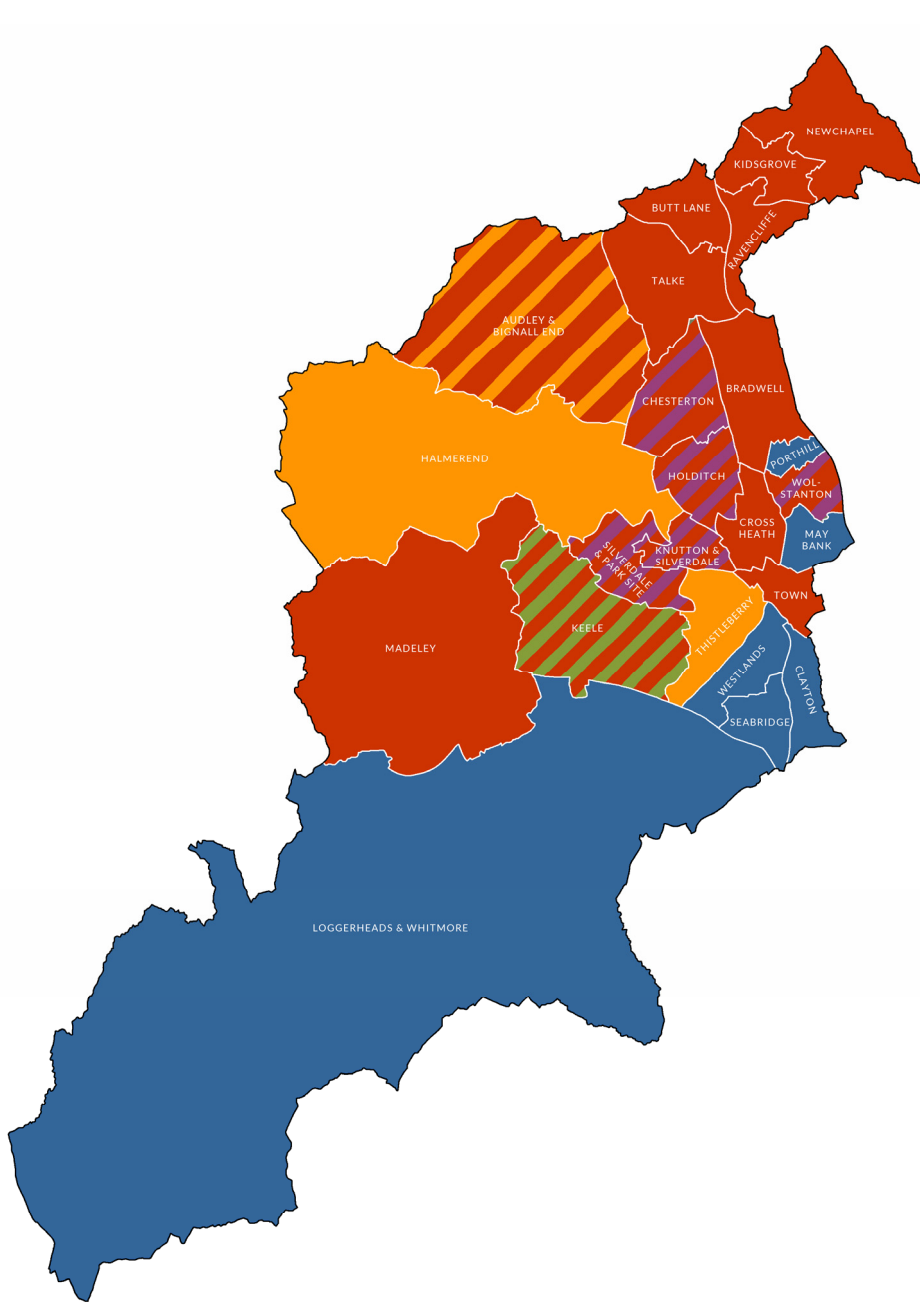 NEWCHAPEL
KIDSGROVE
BUTT LANE
RAVENCLIFFE
TALKE
AUDLEY &
BIGNALL END
BRADWELL
CHESTERTON
PORTHILL
HALMEREND
HOLDITCH
WOL-
STANTON
CROSS
HEATH
MAY
BANK
KNUTTON &
SILVERDALE
SILVERDALE
& PARK SITE
TOWN
THISTLEBERRY
KEELE
MADELEY
WESTLANDS
CLAYTON
SEABRIDGE
LOGGERHEADS & WHITMORE